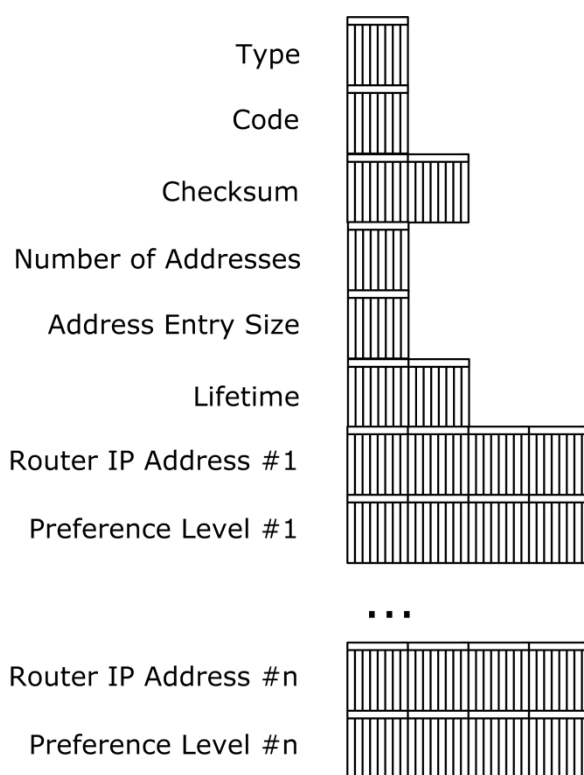 Type
Code
Checksum
Number of Addresses
Address Entry Size
Lifetime
Router IP Address #1
Preference Level #1
...
Router IP Address #n
Preference Level #n